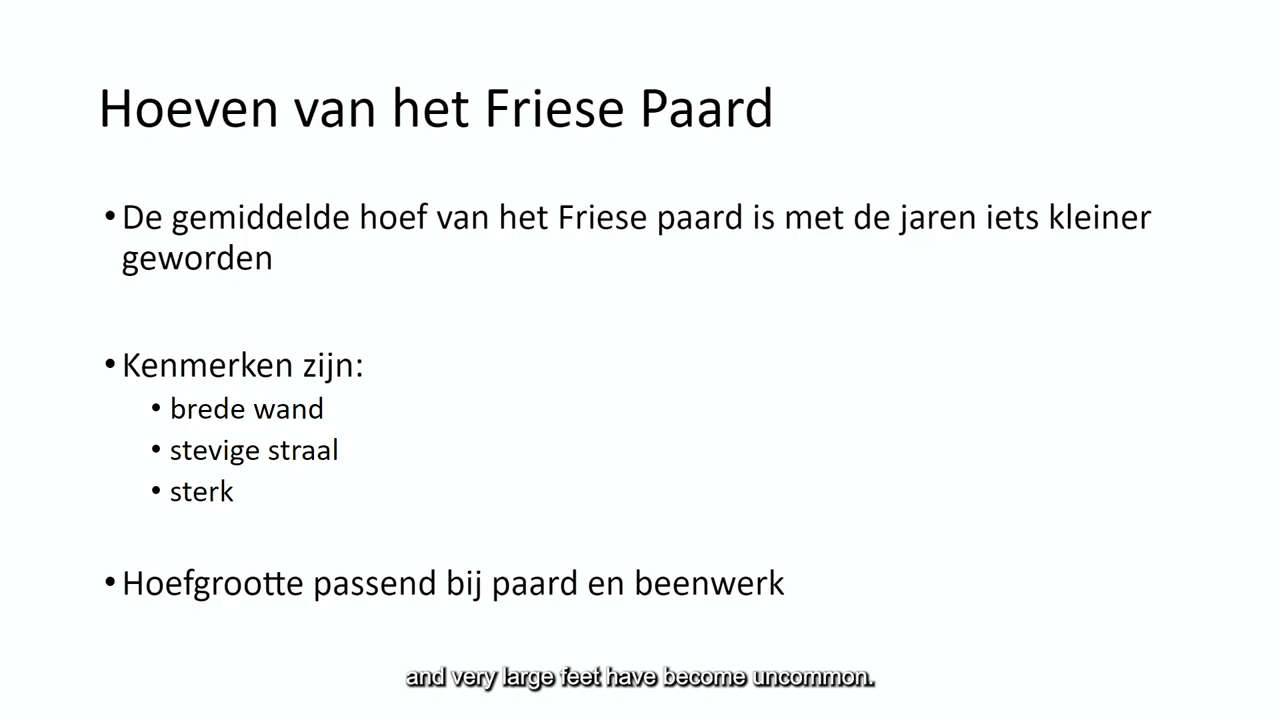 Hoeven van het Friese Paard
• De gemiddelde hoef van het Friese paard is met de jaren iets kleiner
geworden
• Kenmerken zijn:
• brede wand
• stevige straal
• sterk
• Hoefgrootte passend bij paard en beenwerk
and very large feet have become uncommon.